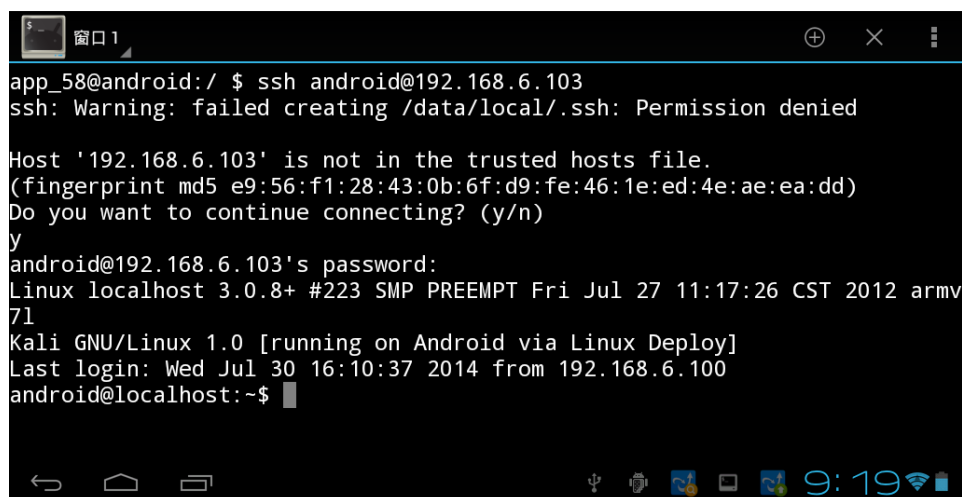 窗口 1
app_58@android:/ $ ssh android@192.168.6.103
ssh: Warning: failed creating /data/local/.ssh: Permission denied
Host '192.168.6.103' is not in the trusted hosts file.
(fingerprint md5 e9:56:f1:28:43:0b:6f:d9:fe:46:1e:ed:4e:ae:ea:dd)
Do you want to continue connecting? (y/n)
y
android@192.168.6.103's password:
Linux localhost 3.0.8+ #223 SMP PREEMPT Fri Jul 27 11:17:26 CST 2012 armv
7l
Kali GNU/Linux 1.0 [running on Android via Linux Deploy]
Last login: Wed Jul 30 16:10:37 2014 from 192.168.6.100
android@localhost:~$
9:19